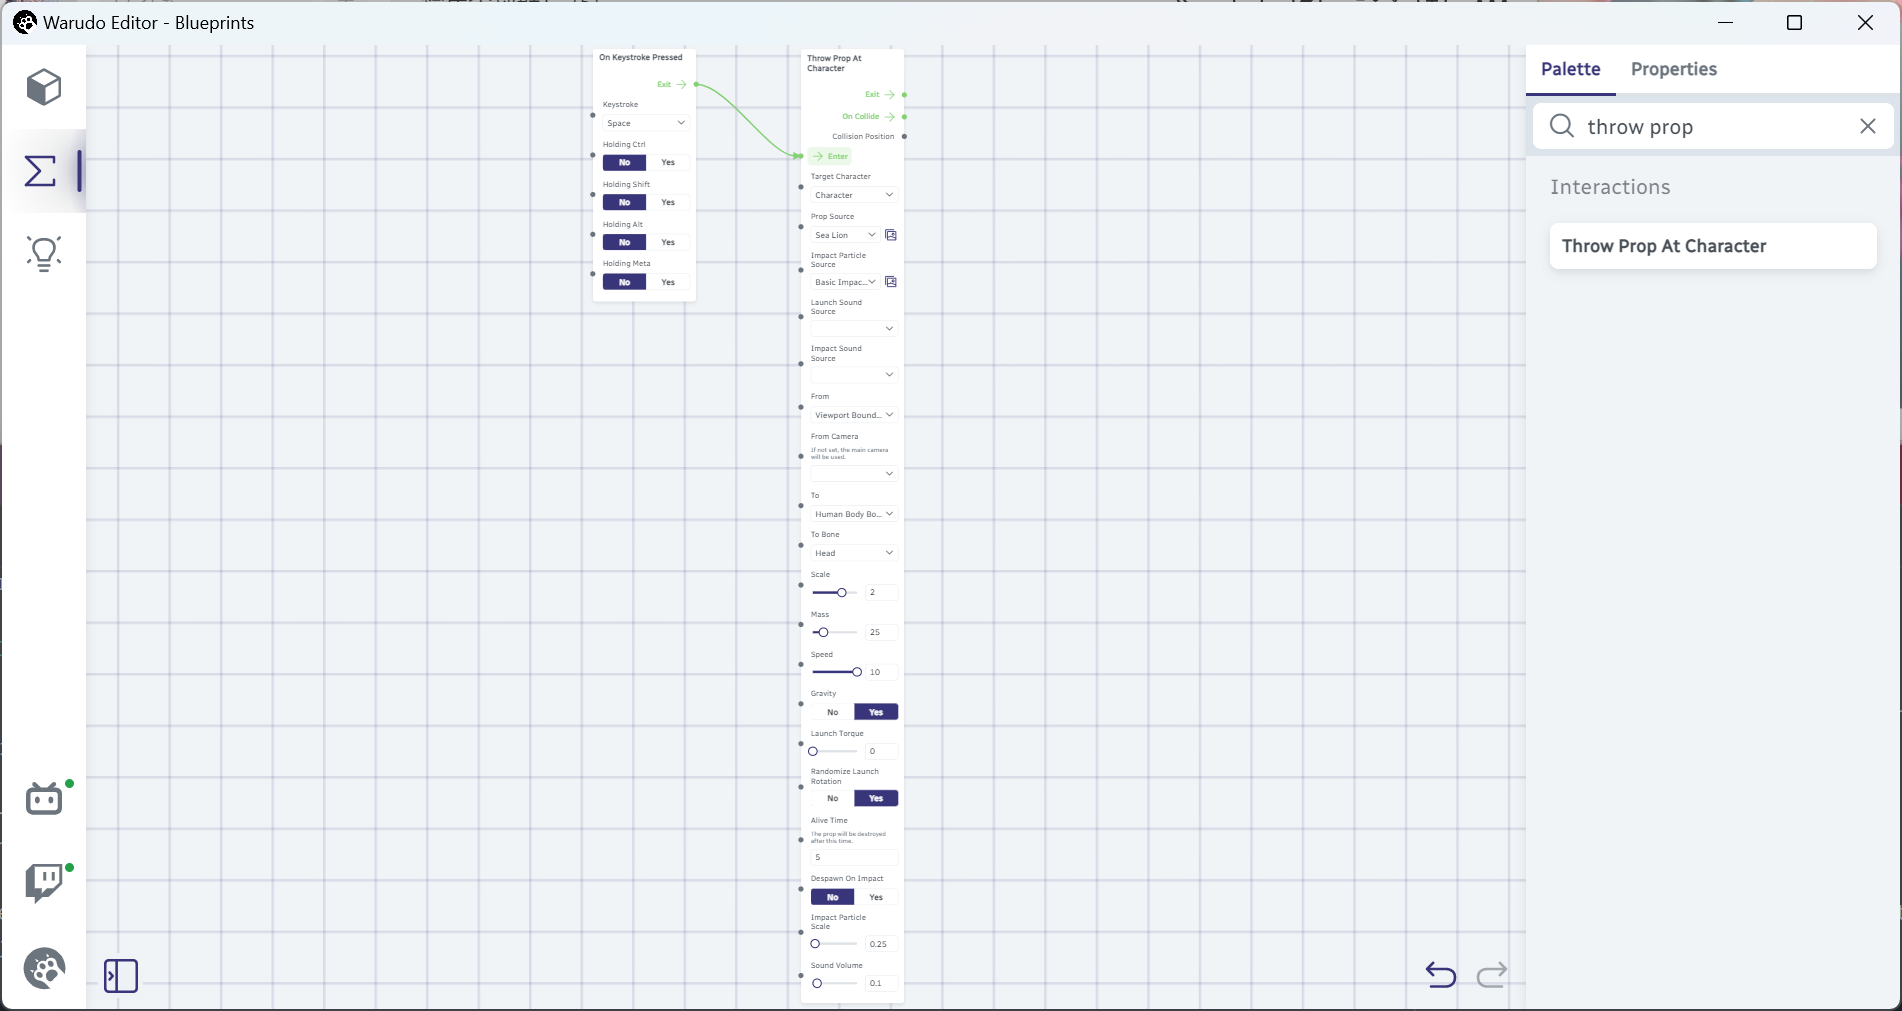 Warudo Editor - Blueprints
On Keystroke Pressed
Exit
Keystroke
Space
Holding Ctrl
No Yes
Holding Shift
No Yes
Holding Alt
No Yes
Holding Meta
No Yes
Throw Prop At
Character
Exit
On Collide
Collision Position
Enter
Target Character
Character
Prop Source
Sea Lion
Impact Particle
Source
Basic Impac...
Launch Sound
Source
Impact Sound
Source
From
Viewport Bound...
From Camera
If not set, the main camera
will be used.
To
Human Body Bo...
To Bone
Head
Scale
2
Mass
25
Speed
10
Gravity
No Yes
Launch Torque
0
Randomize Launch
Rotation
No Yes
Alive Time
The prop will be destroyed
after this time.
5
Despawn On Impact
No Yes
Impact Particle
Scale
0.25
Sound Volume
0.1
Palette Properties
throw prop
Interactions
Throw Prop At Character